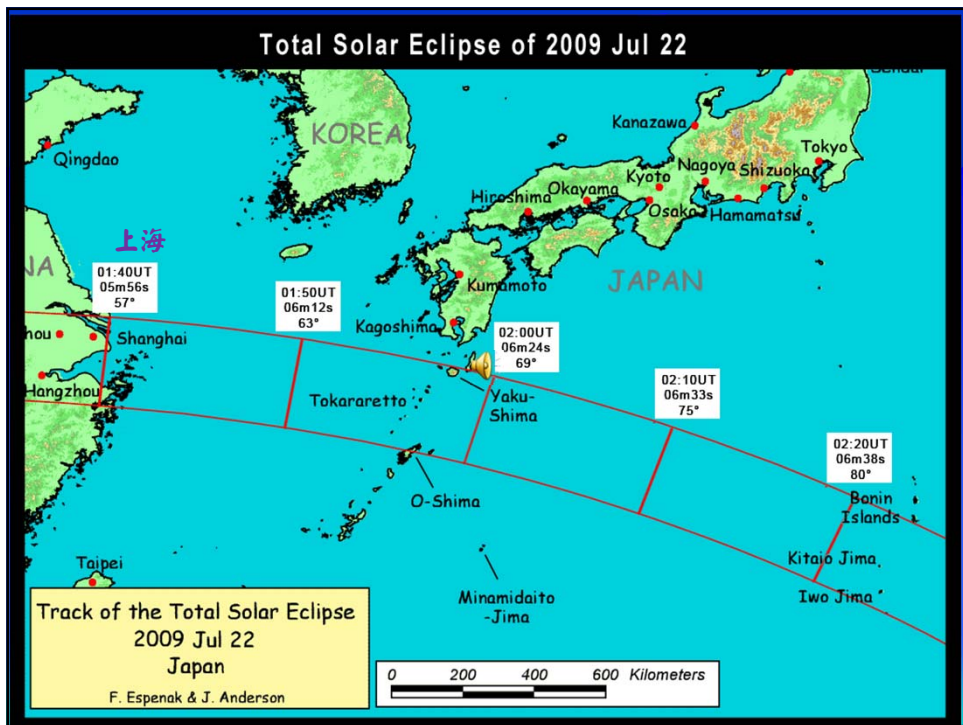 Total Solar Eclipse of 2009 Jul 22
KOREA
Kanazawa
Tokyo
Qingdao
Nagoya
Kyoto
Shizuoka
Okayama
Hiroshima
Osaka
Hamamatsu
上海
NA
JAPAN
01:40UT
05m56s
57°
01:50UT
06m12s
63°
Kumamoto
Kagoshima
02:00UT
06m24s
69°
hou
Shanghai
Hangzhou
Tokararetto
Yaku-
Shima
02:10UT
06m33s
75°
02:20UT
06m38s
80°
O-Shima
Bonin
Islands
Kitaio Jima
Taipei
Minamidaito
-Jima
Iwo Jima
Track of the Total Solar Eclipse
2009 Jul 22
Japan
F. Espenak & J. Anderson
0 200 400 600 Kilometers